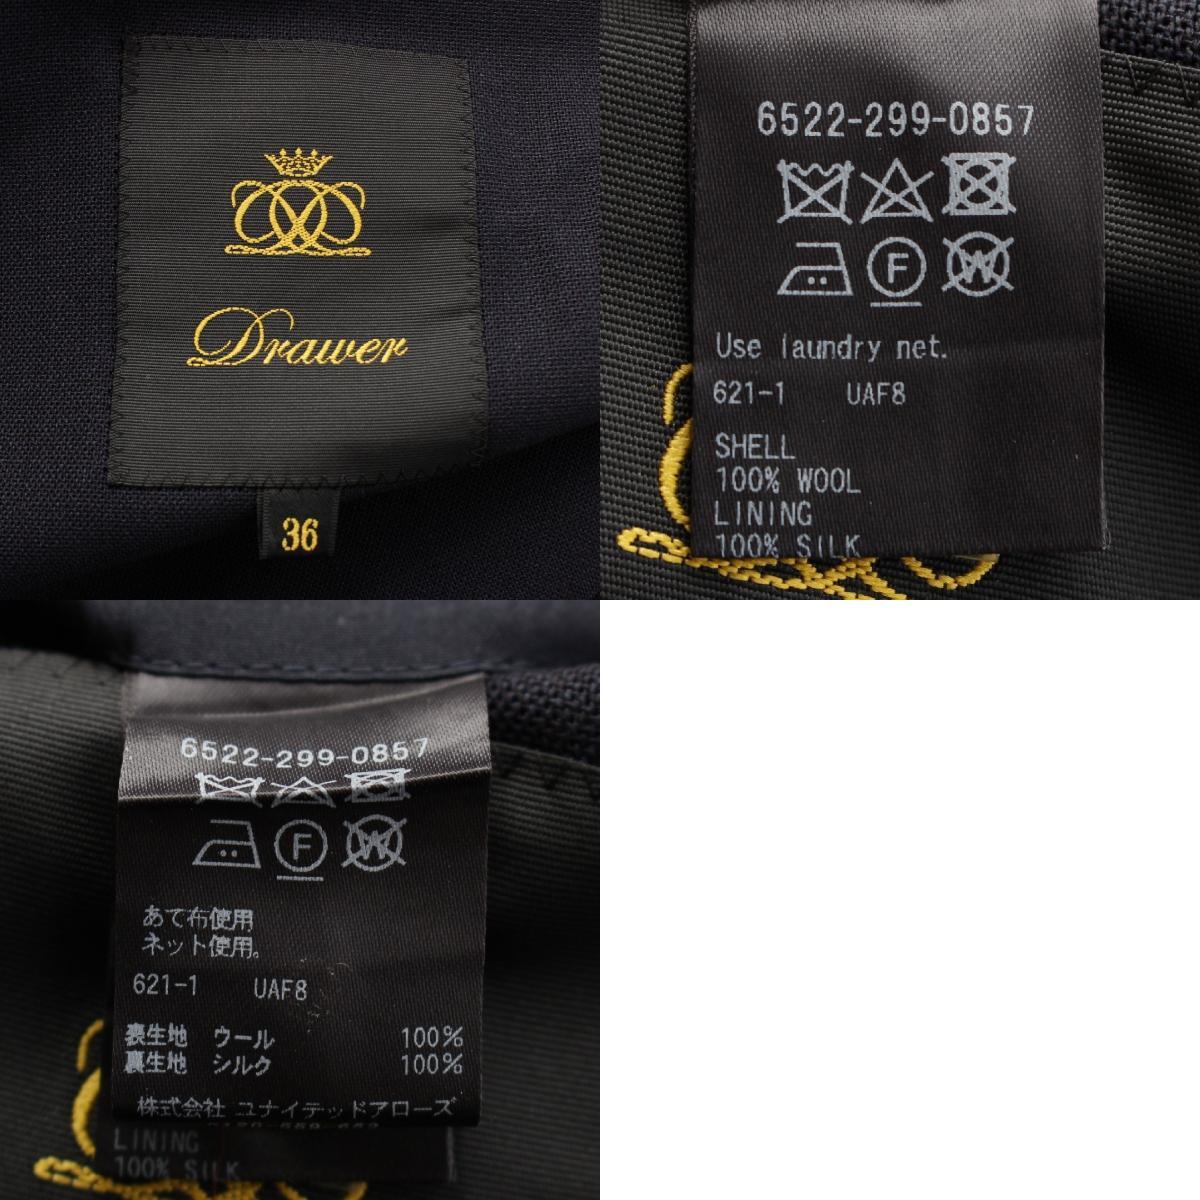 Drawer
36
6522-299-0857
F
W
Use laundry net.
621-1 UAF8
SHELL
100% WOOL
LINING
100% SILK
6522-299-0857
F
W
あて布使用
ネット使用。
621-1 UAF8
表生地 ウール 100%
裏生地 シルク 100%
株式会社 ユナイテッドアローズ
LINING
100% SILK